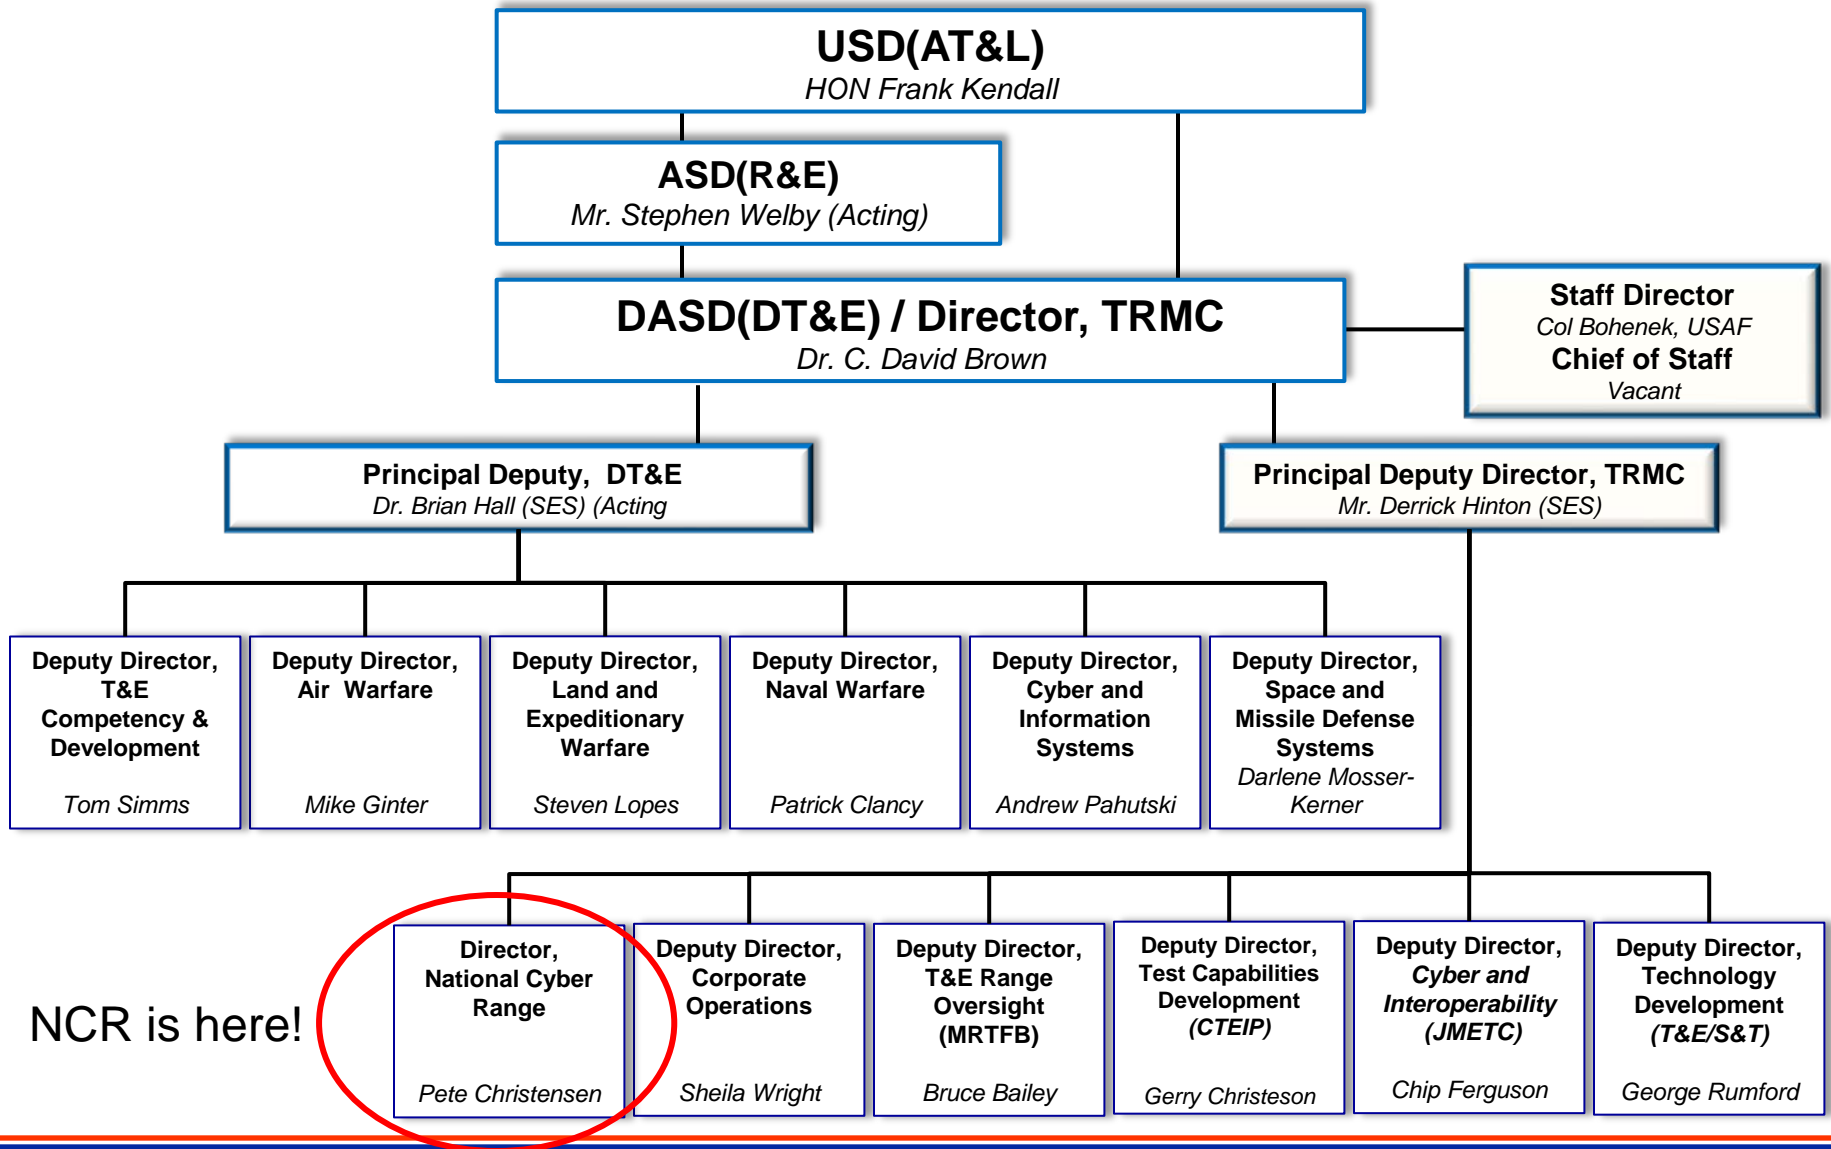 USD(AT&L)
HON Frank Kendall
ASD(R&E)
Mr. Stephen Welby (Acting)
DASD(DT&E) / Director, TRMC
Dr. C. David Brown
Staff Director
Col Bohenek, USAF
Chief of Staff
Vacant
Principal Deputy, DT&E
Dr. Brian Hall (SES) (Acting
Principal Deputy Director, TRMC
Mr. Derrick Hinton (SES)
Deputy Director,
T&E
Competency &
Development
Tom Simms
Deputy Director,
Air Warfare
Mike Ginter
Deputy Director,
Land and
Expeditionary
Warfare
Steven Lopes
Deputy Director,
Naval Warfare
Patrick Clancy
Deputy Director,
Cyber and
Information
Systems
Andrew Pahutski
Deputy Director,
Space and
Missile Defense
Systems
Darlene Mosser-
Kerner
NCR is here!
Director,
National Cyber
Range
Pete Christensen
Deputy Director,
Corporate
Operations
Sheila Wright
Deputy Director,
T&E Range
Oversight
(MRTFB)
Bruce Bailey
Deputy Director,
Test Capabilities
Development
(CTEIP)
Gerry Christeson
Deputy Director,
Cyber and
Interoperability
(JMETC)
Chip Ferguson
Deputy Director,
Technology
Development
(T&E/S&T)
George Rumford